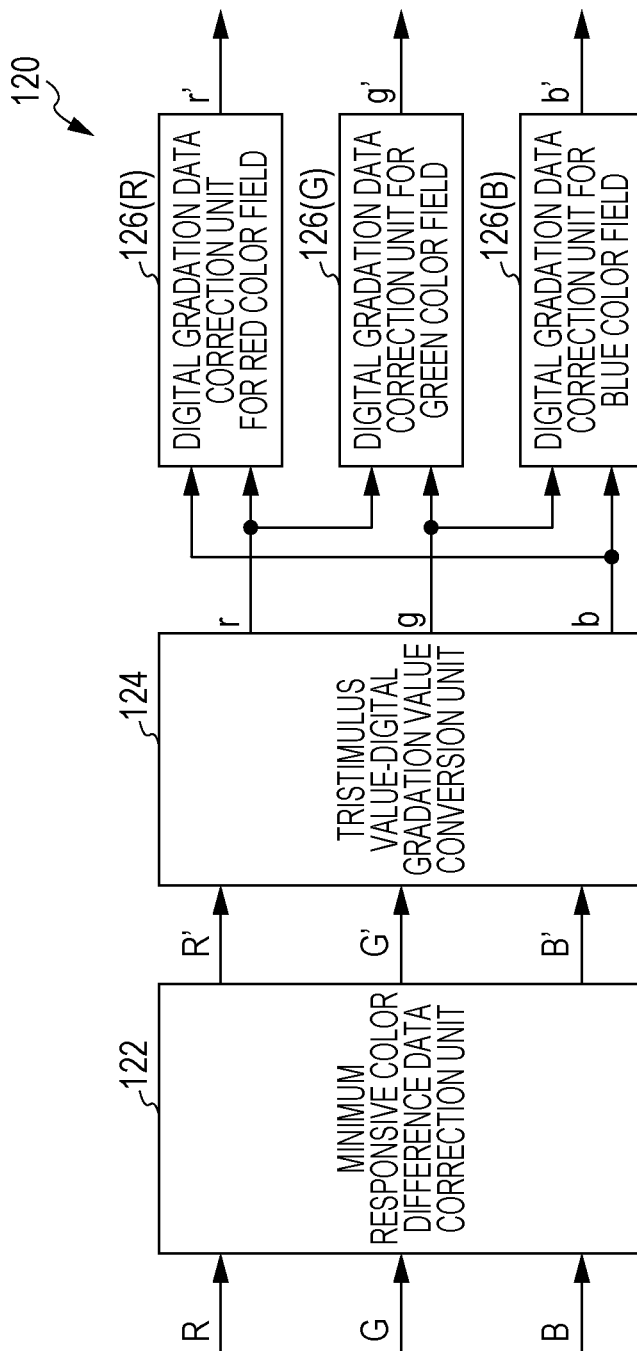 120
R
G
B
122
MINIMUM
RESPONSIVE COLOR
DIFFERENCE DATA
CORRECTION UNIT
R’
G’
B’
124
TRISTIMULUS
VALUE-DIGITAL
GRADATION VALUE
CONVERSION UNIT
r
g
b
126(R)
DIGITAL GRADATION DATA
CORRECTION UNIT
FOR RED COLOR FIELD
r’
126(G)
DIGITAL GRADATION DATA
CORRECTION UNIT FOR
GREEN COLOR FIELD
g’
126(B)
DIGITAL GRADATION DATA
CORRECTION UNIT FOR
BLUE COLOR FIELD
b’